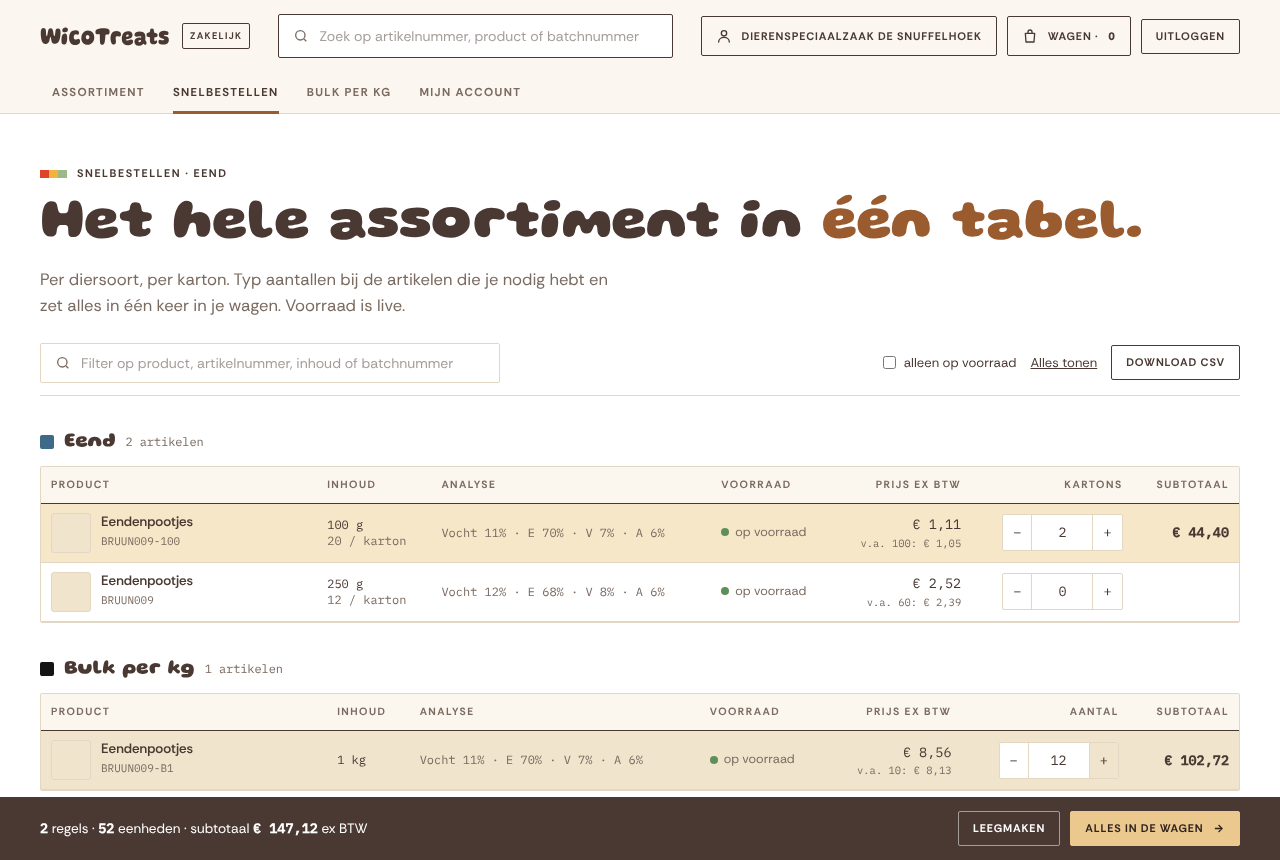 WicoTreats ZAKELIJK
Zoek op artikelnummer, product of batchnummer
DIERENSPECIAALZAAK DE SNUFFELHOEK
WAGEN · 0
UITLOGGEN
ASSORTIMENT SNELBESTELLEN BULK PER KG MIJN ACCOUNT
SNELBESTELLEN · EEND
Het hele assortiment in één tabel.
Per diersoort, per karton. Typ aantallen bij de artikelen die je nodig hebt en
zet alles in één keer in je wagen. Voorraad is live.
Filter op product, artikelnummer, inhoud of batchnummer
alleen op voorraad Alles tonen DOWNLOAD CSV
Eend 2 artikelen
PRODUCT INHOUD ANALYSE VOORRAAD PRIJS EX BTW KARTONS SUBTOTAAL
Eendenpootjes
BRUUN009-100
100 g
20 / karton
Vocht 11% · E 70% · V 7% · A 6%
op voorraad
€ 1,11
v.a. 100: € 1,05
− 2 +
€ 44,40
Eendenpootjes
BRUUN009
250 g
12 / karton
Vocht 12% · E 68% · V 8% · A 6%
op voorraad
€ 2,52
v.a. 60: € 2,39
− 0 +
Bulk per kg 1 artikelen
PRODUCT INHOUD ANALYSE VOORRAAD PRIJS EX BTW AANTAL SUBTOTAAL
Eendenpootjes
BRUUN009-B1
1 kg
Vocht 11% · E 70% · V 7% · A 6%
op voorraad
€ 8,56
v.a. 10: € 8,13
− 12 +
€ 102,72
2 regels · 52 eenheden · subtotaal € 147,12 ex BTW
LEEGMAKEN
ALLES IN DE WAGEN →